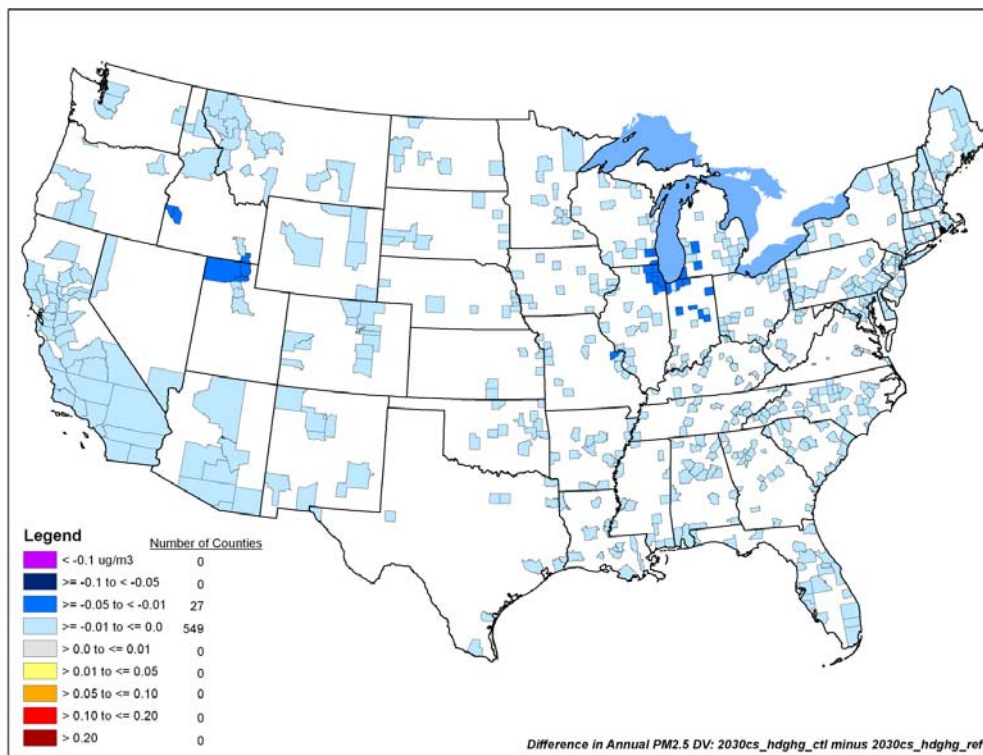 Legend
Number of Counties
< -0.1 ug/m3 0
>= -0.1 to < -0.05 0
>= -0.05 to < -0.01 27
>= -0.01 to <= 0.0 549
> 0.0 to <= 0.01 0
> 0.01 to <= 0.05 0
> 0.05 to <= 0.10 0
> 0.10 to <= 0.20 0
> 0.20 0
Difference in Annual PM2.5 DV: 2030cs_hdghg_ctl minus 2030cs_hdghg_ref